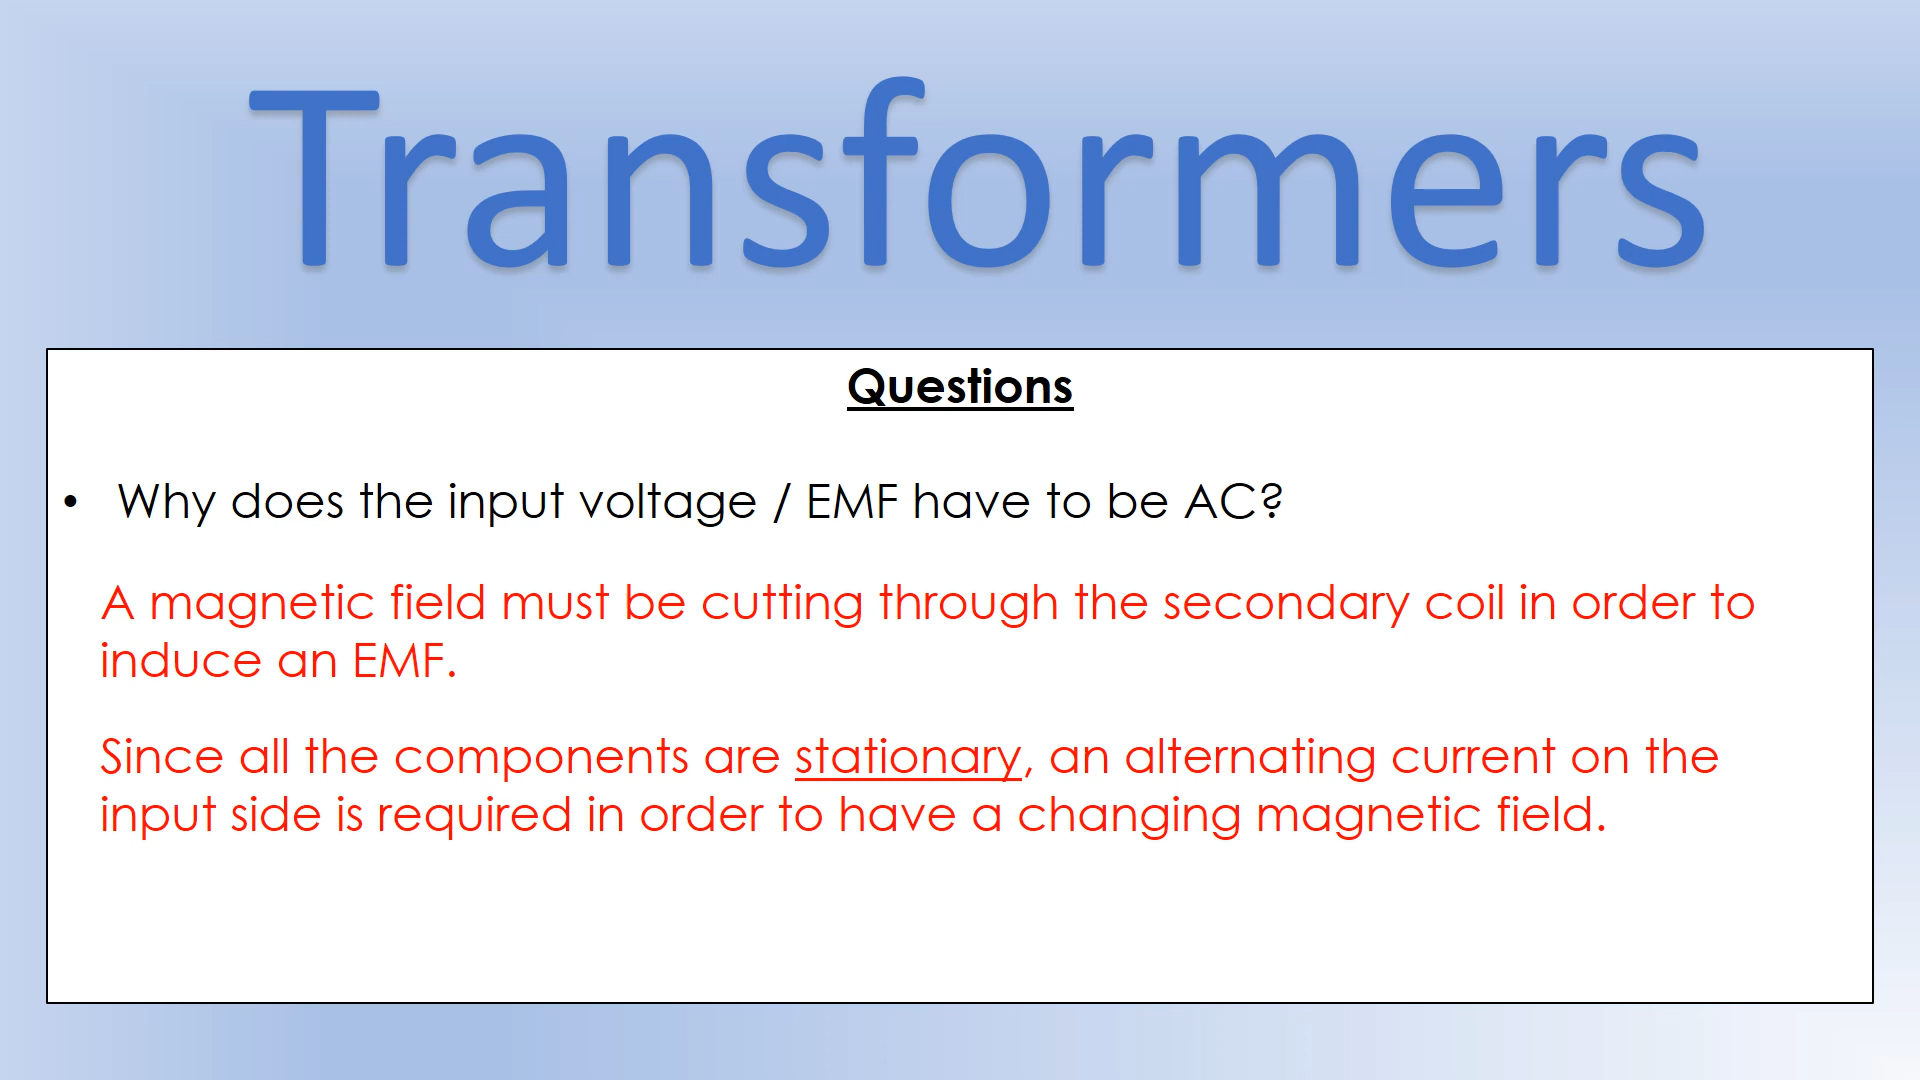 Transformers
Questions
• Why does the input voltage / EMF have to be AC?
A magnetic field must be cutting through the secondary coil in order to
induce an EMF.
Since all the components are stationary, an alternating current on the
input side is required in order to have a changing magnetic field.